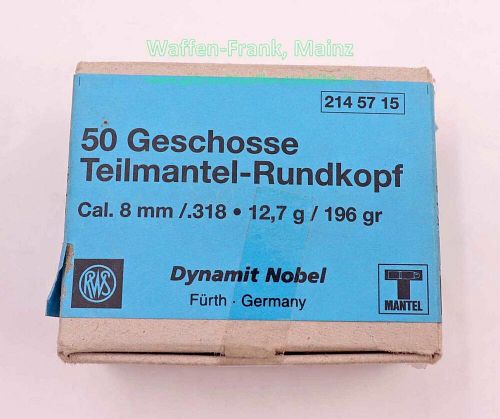 Waffen-Frank, Mainz
214 57 15
50 Geschosse
Teilmantel-Rundkopf
Cal. 8 mm /.318 • 12,7 g / 196 gr
RWS
Dynamit Nobel
Fürth · Germany
T
MANTEL